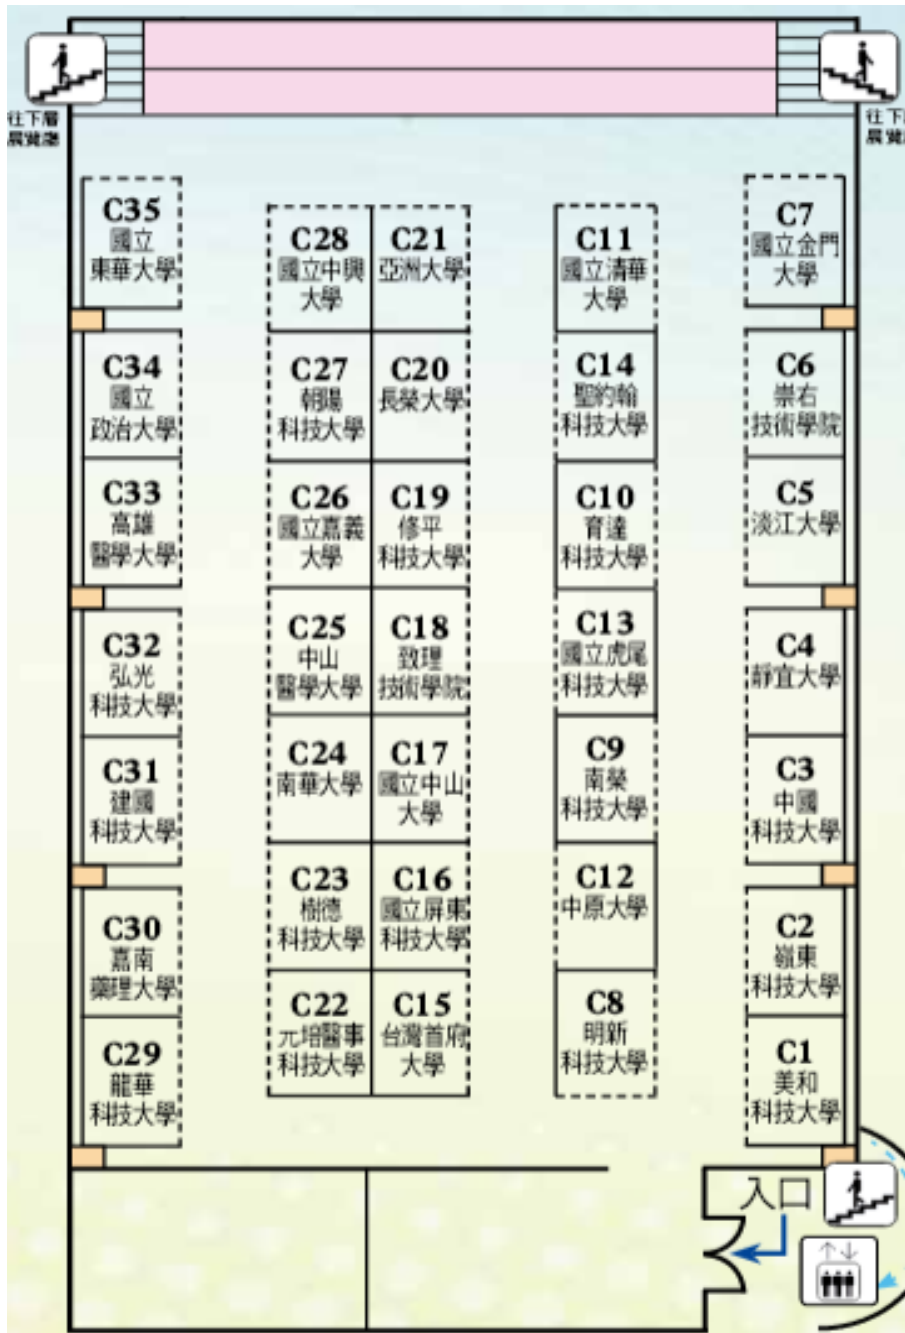 往下層
展覽廳
往下
展覽
C35
國立
東華大學
C34
國立
政治大學
C33
高雄
醫學大學
C32
弘光
科技大學
C31
建國
科技大學
C30
嘉南
藥理大學
C29
龍華
科技大學
C28
國立中興
大學
C27
朝陽
科技大學
C26
國立嘉義
大學
C25
中山
醫學大學
C24
南華大學
C23
樹德
科技大學
C22
元培醫事
科技大學
C21
亞洲大學
C20
長榮大學
C19
修平
科技大學
C18
致理
技術學院
C17
國立中山
大學
C16
國立屏東
科技大學
C15
台灣首府
大學
C11
國立清華
大學
C14
聖約翰
科技大學
C10
育達
科技大學
C13
國立虎尾
科技大學
C9
南榮
科技大學
C12
中原大學
C8
明新
科技大學
C7
國立金門
大學
C6
崇右
技術學院
C5
淡江大學
C4
靜宜大學
C3
中國
科技大學
C2
嶺東
科技大學
C1
美和
科技大學
入口